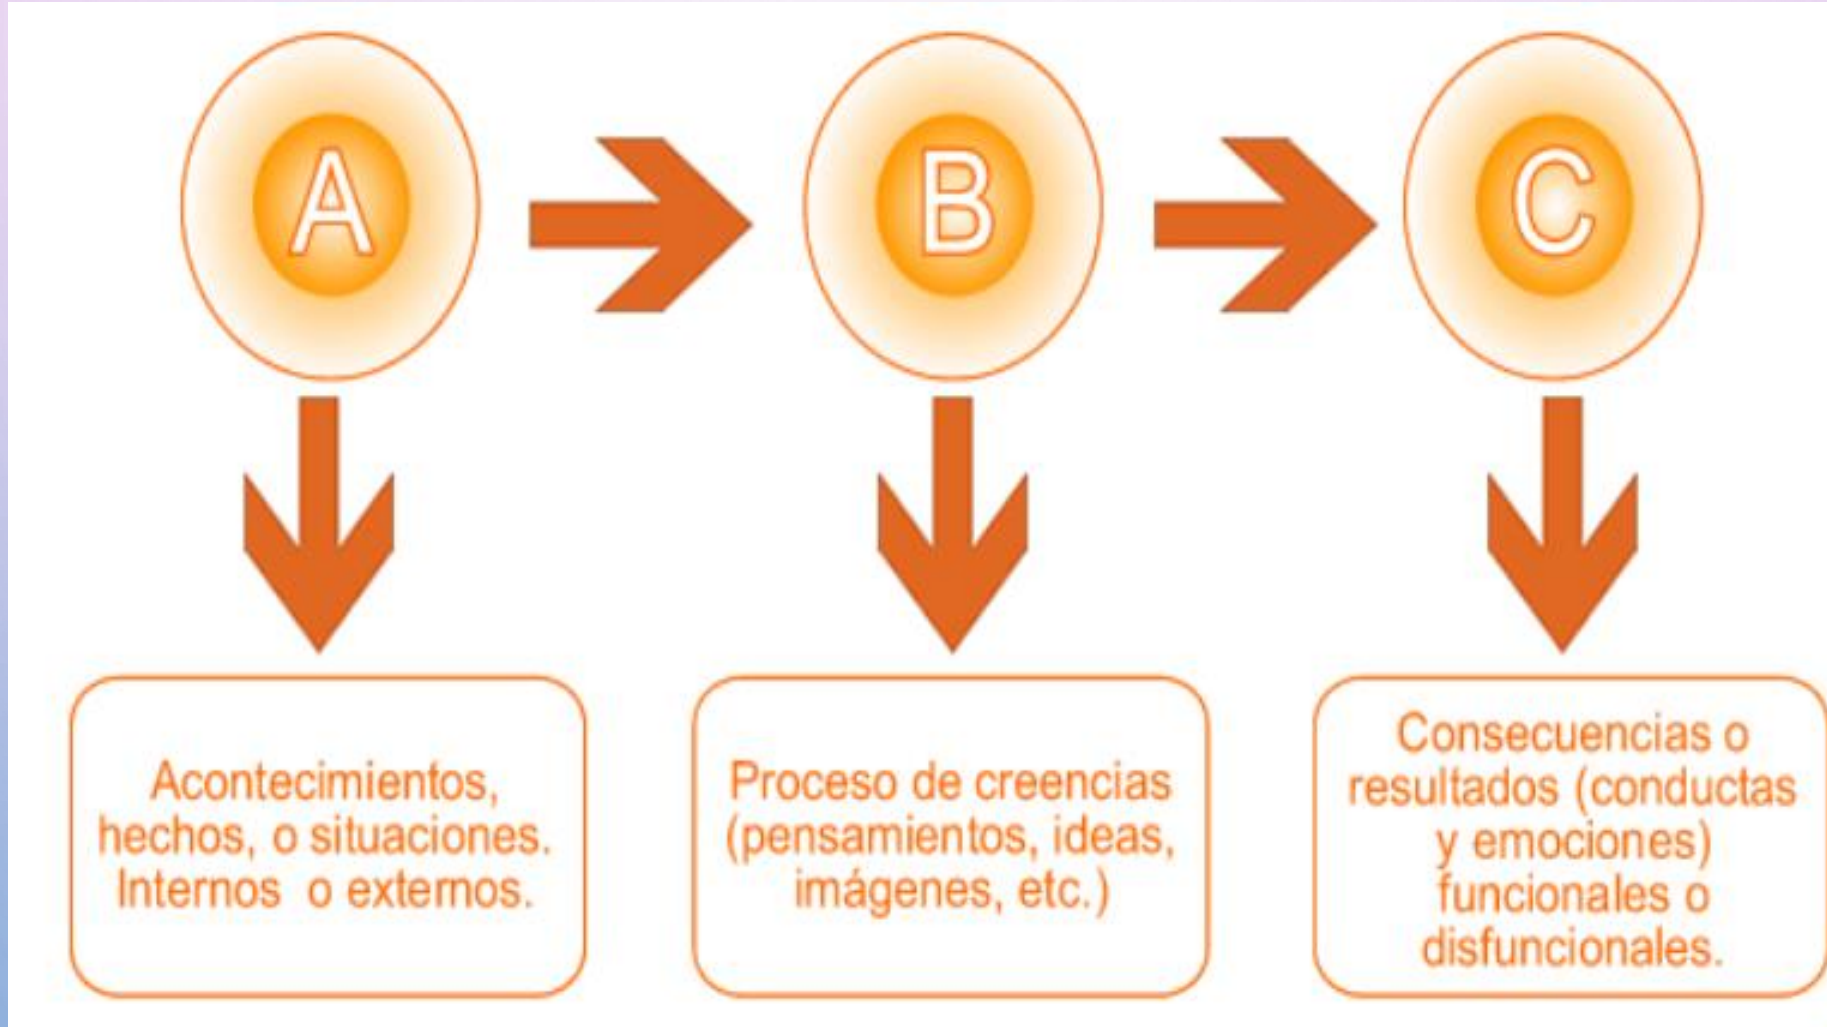 A
B
C
Acontecimientos,
hechos, o situaciones.
Internos o externos.
Proceso de creencias
(pensamientos, ideas,
imágenes, etc.)
Consecuencias o
resultados (conductas
y emociones)
funcionales o
disfuncionales.